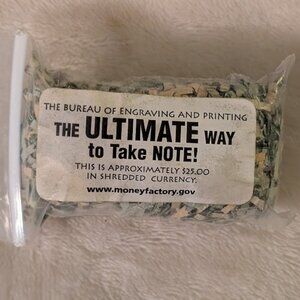 THE BUREAU OF ENGRAVING AND PRINTING
THE ULTIMATE WAY
to Take NOTE!
THIS IS APPROXIMATELY $25.00
IN SHREDDED CURRENCY.
www.moneyfactory.gov